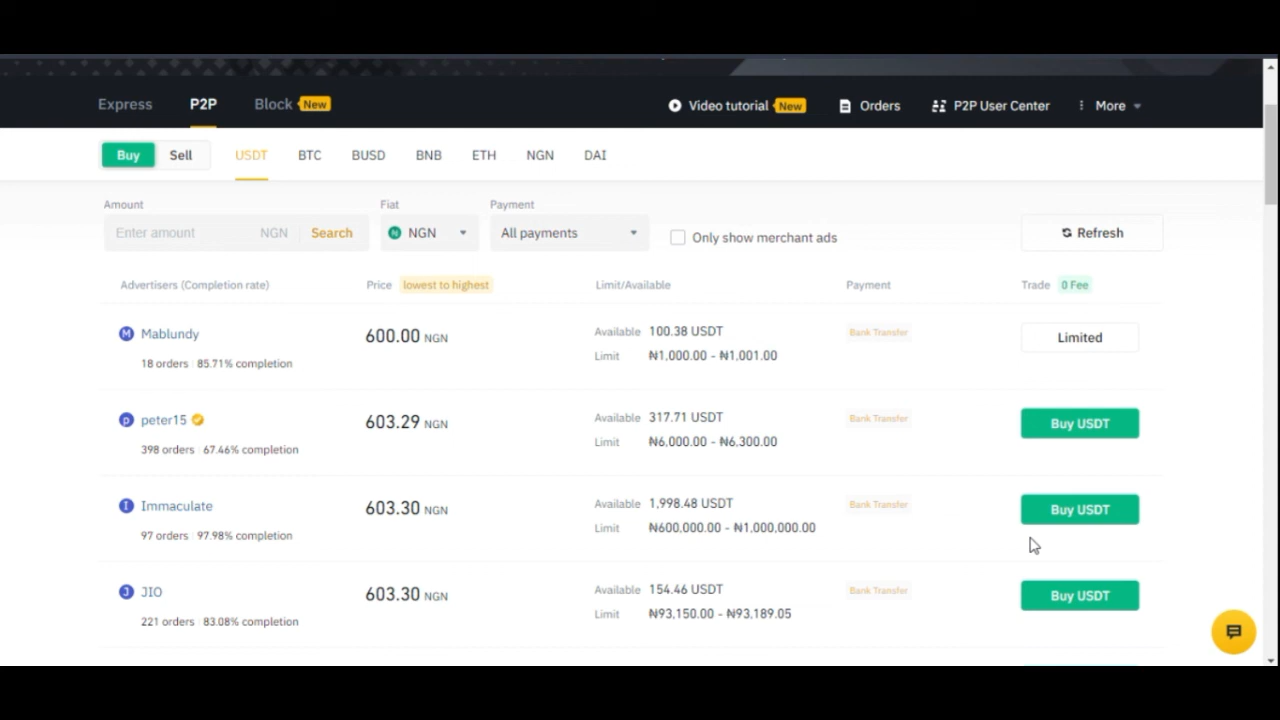 Express P2P Block New Video tutorial New Orders P2P User Center More
Buy Sell USDT BTC BUSD BNB ETH NGN DAI
Amount Fiat Payment
Enter amount NGN Search NGN All payments Only show merchant ads Refresh
Advertisers (Completion rate) Price lowest to highest Limit/Available Payment Trade 0 Fee
M Mablundy 600.00 NGN Available 100.38 USDT Bank Transfer Limited
18 orders 85.71% completion Limit ₦1,000.00 - ₦1,001.00
p peter15 603.29 NGN Available 317.71 USDT Bank Transfer Buy USDT
398 orders 67.46% completion Limit ₦6,000.00 - ₦6,300.00
I Immaculate 603.30 NGN Available 1,998.48 USDT Bank Transfer Buy USDT
97 orders 97.98% completion Limit ₦600,000.00 - ₦1,000,000.00
J JIO 603.30 NGN Available 154.46 USDT Bank Transfer Buy USDT
221 orders 83.08% completion Limit ₦93,150.00 - ₦93,189.05